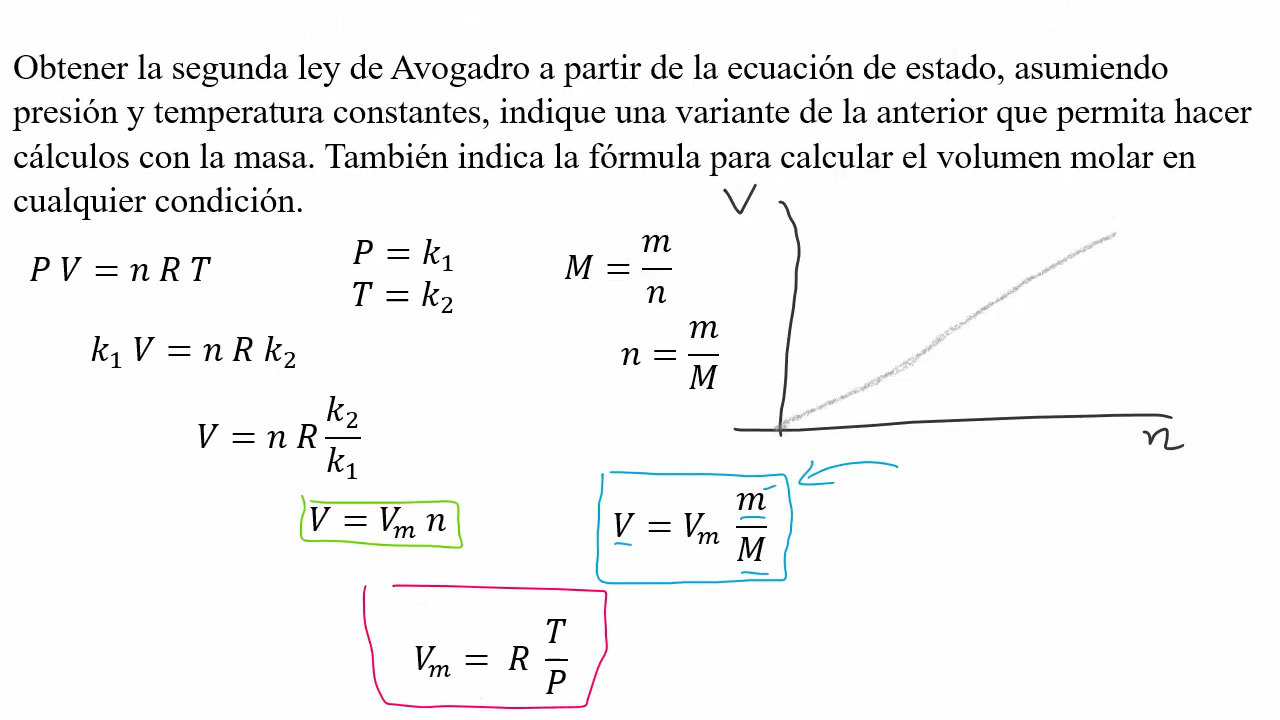 Obtener la segunda ley de Avogadro a partir de la ecuación de estado, asumiendo
presión y temperatura constantes, indique una variante de la anterior que permita hacer
cálculos con la masa. También indica la fórmula para calcular el volumen molar en
cualquier condición.
V
P V = n R T
P = k₁
T = k₂
M = m/n
k₁ V = n R k₂
n = m/M
V = n R k₂/k₁
n
V = Vₘ n
V = Vₘ m/M
Vₘ = R T/P